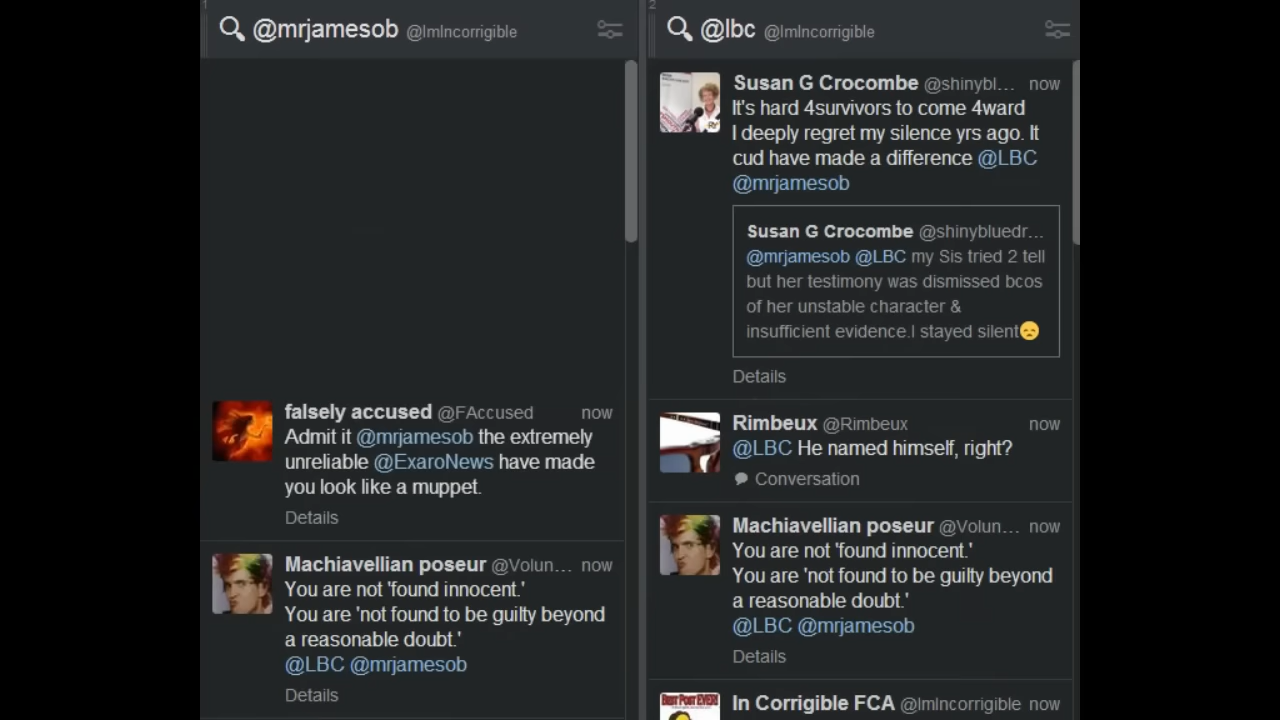 1
@mrjamesob @ImIncorrigible
falsely accused @FAccused now
Admit it @mrjamesob the extremely
unreliable @ExaroNews have made
you look like a muppet.
Details
Machiavellian poseur @Volun... now
You are not 'found innocent.'
You are 'not found to be guilty beyond
a reasonable doubt.'
@LBC @mrjamesob
Details
2
@lbc @ImIncorrigible
Susan G Crocombe @shinybl... now
It's hard 4survivors to come 4ward
I deeply regret my silence yrs ago. It
cud have made a difference @LBC
@mrjamesob
Susan G Crocombe @shinybluedr...
@mrjamesob @LBC my Sis tried 2 tell
but her testimony was dismissed bcos
of her unstable character &
insufficient evidence.I stayed silent😞
Details
Rimbeux @Rimbeux now
@LBC He named himself, right?
Conversation
Machiavellian poseur @Volun... now
You are not 'found innocent.'
You are 'not found to be guilty beyond
a reasonable doubt.'
@LBC @mrjamesob
Details
BEST POST EVER!
In Corrigible FCA @ImIncorrigible now